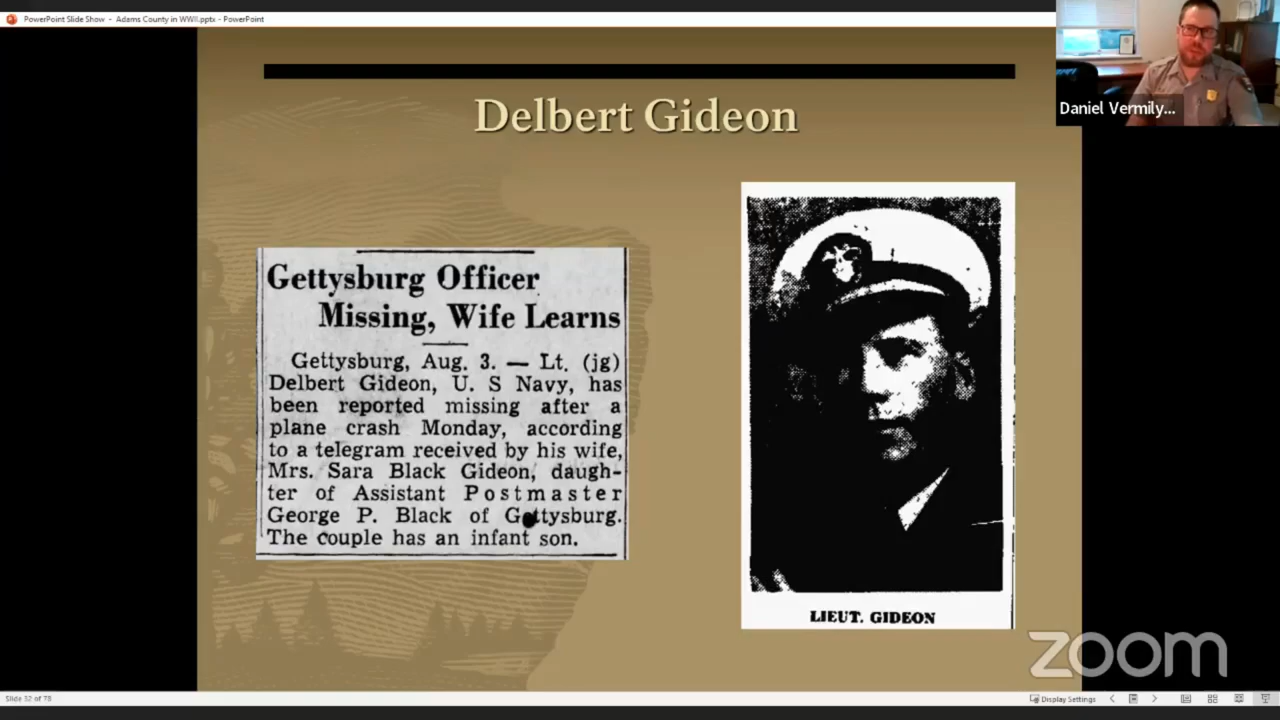 PowerPoint Slide Show - Adams County in WWII.pptx - PowerPoint
Daniel Vermily...
Delbert Gideon
Gettysburg Officer
Missing, Wife Learns
Gettysburg, Aug. 3. — Lt. (jg)
Delbert Gideon, U. S Navy, has
been reported missing after a
plane crash Monday, according
to a telegram received by his wife,
Mrs. Sara Black Gideon, daugh-
ter of Assistant Postmaster
George P. Black of Gettysburg.
The couple has an infant son.
LIEUT. GIDEON
zoom
Slide 32 of 78
Display Settings